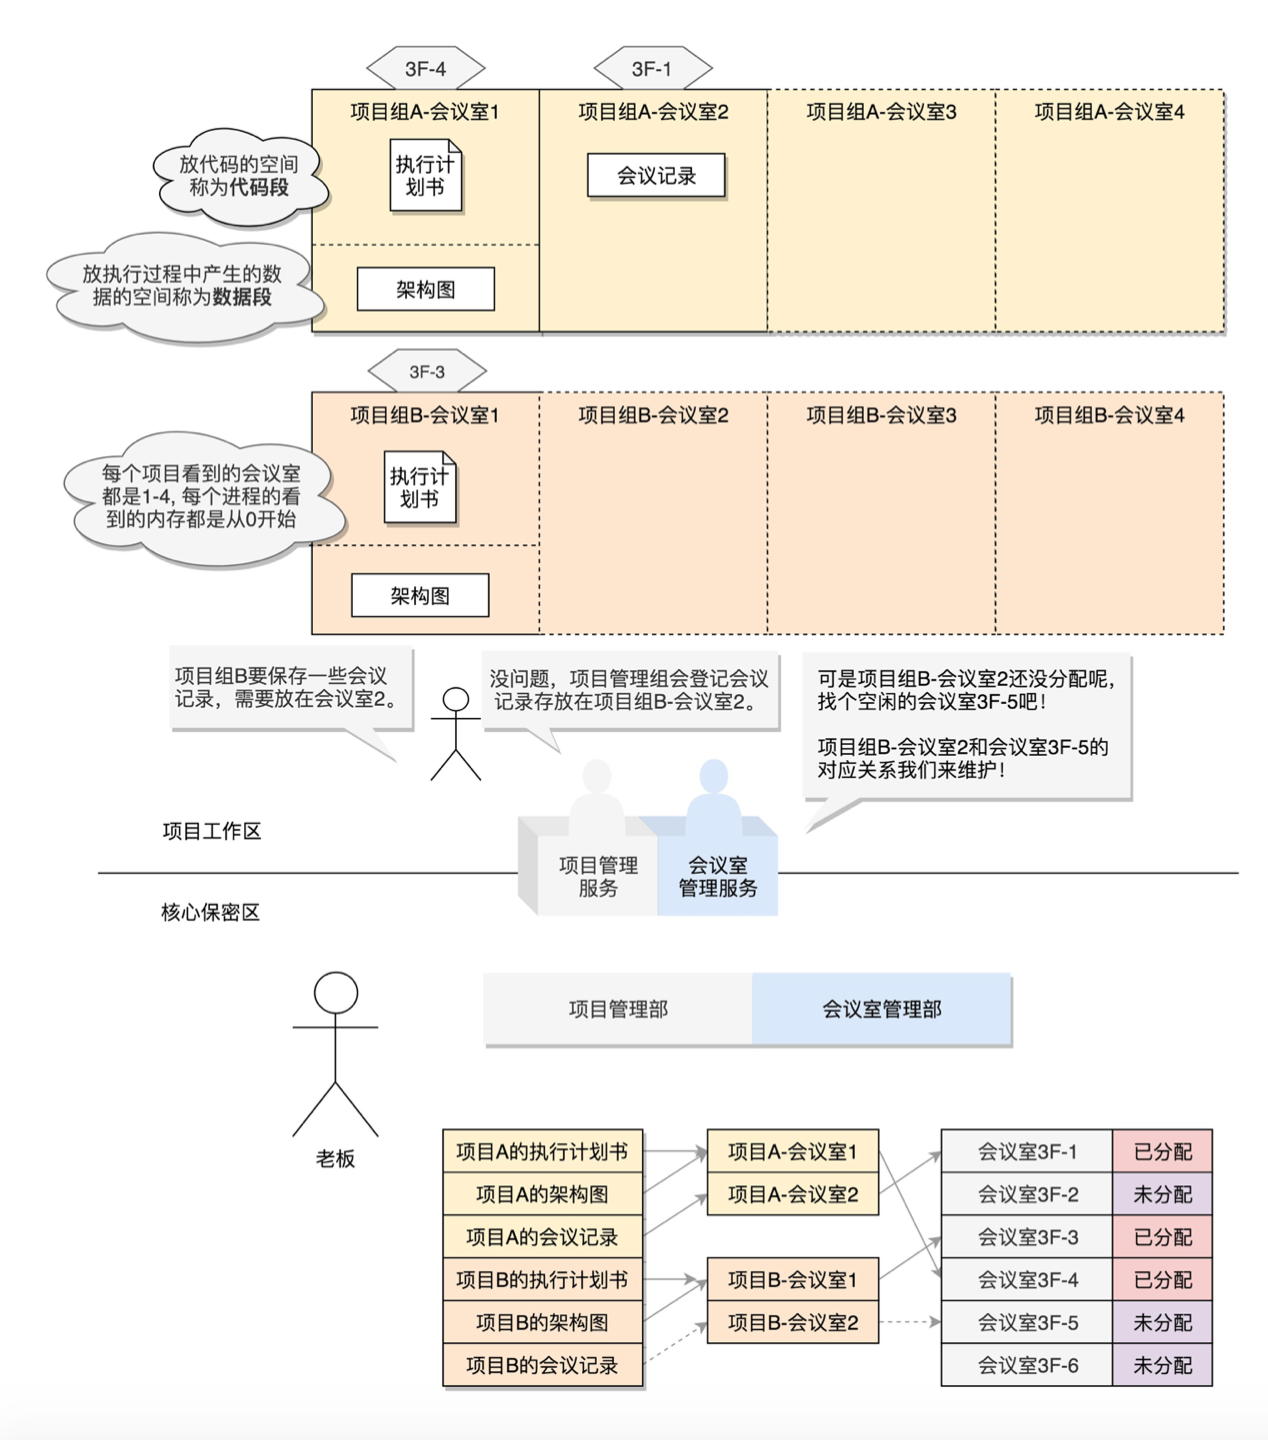 3F-4
3F-1
项目组A-会议室1
项目组A-会议室2
项目组A-会议室3
项目组A-会议室4
放代码的空间
称为代码段
执行计
划书
会议记录
放执行过程中产生的数
据的空间称为数据段
架构图
3F-3
项目组B-会议室1
项目组B-会议室2
项目组B-会议室3
项目组B-会议室4
每个项目看到的会议室
都是1-4, 每个进程的看
到的内存都是从0开始
执行计
划书
架构图
项目组B要保存一些会议
记录，需要放在会议室2。
没问题，项目管理组会登记会议
记录存放在项目组B-会议室2。
可是项目组B-会议室2还没分配呢，
找个空闲的会议室3F-5吧！
项目组B-会议室2和会议室3F-5的
对应关系我们来维护！
项目工作区
项目管理
服务
会议室
管理服务
核心保密区
项目管理部
会议室管理部
老板
项目A的执行计划书
项目A-会议室1
会议室3F-1
已分配
项目A的架构图
项目A-会议室2
会议室3F-2
未分配
项目A的会议记录
会议室3F-3
已分配
项目B的执行计划书
项目B-会议室1
会议室3F-4
已分配
项目B的架构图
项目B-会议室2
会议室3F-5
未分配
项目B的会议记录
会议室3F-6
未分配